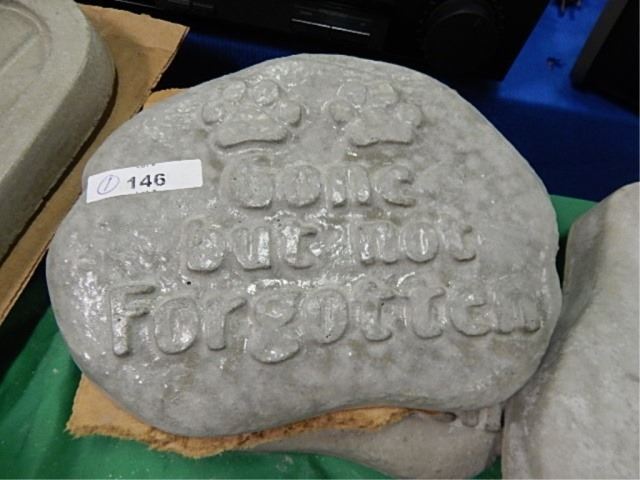 ① 146
Gone
but not
Forgotten